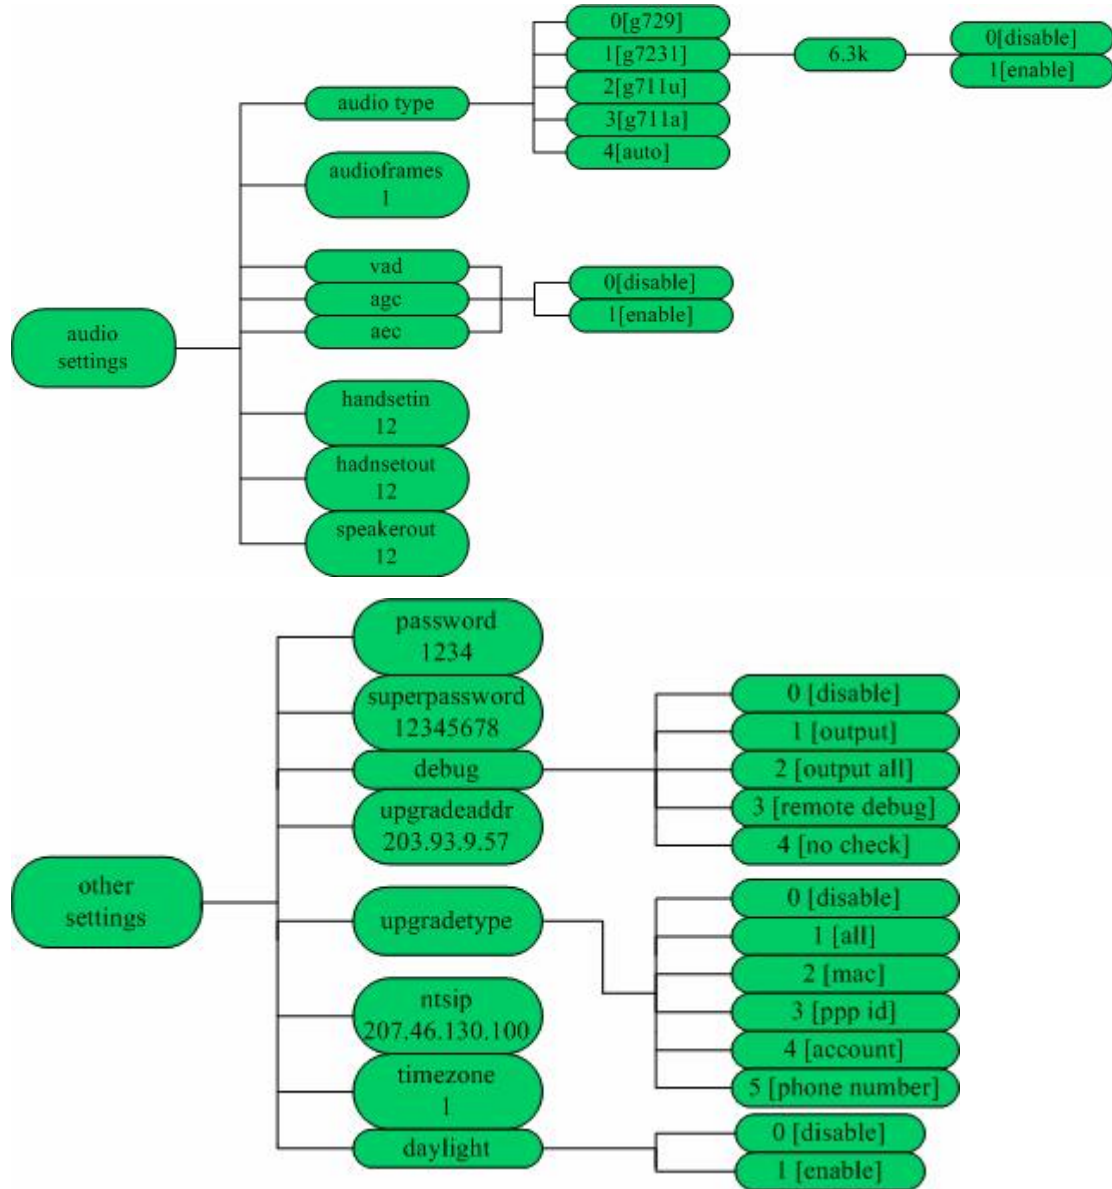 audio
settings
audio type
0[g729]
1[g7231]
2[g711u]
3[g711a]
4[auto]
6.3k
0[disable]
1[enable]
audioframes
1
vad
agc
aec
0[disable]
1[enable]
handsetin
12
hadnsetout
12
speakerout
12
other
settings
password
1234
superpassword
12345678
debug
0 [disable]
1 [output]
2 [output all]
3 [remote debug]
4 [no check]
upgradeaddr
203.93.9.57
upgradetype
0 [disable]
1 [all]
2 [mac]
3 [ppp id]
4 [account]
5 [phone number]
ntsip
207,46.130.100
timezone
1
daylight
0 [disable]
1 [enable]